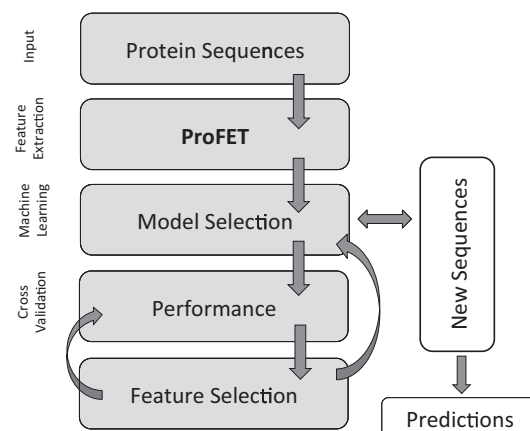 Input
Protein Sequences
Feature
Extraction
ProFET
Machine
Learning
Model Selection
New Sequences
Cross
Validation
Performance
Feature Selection
Predictions